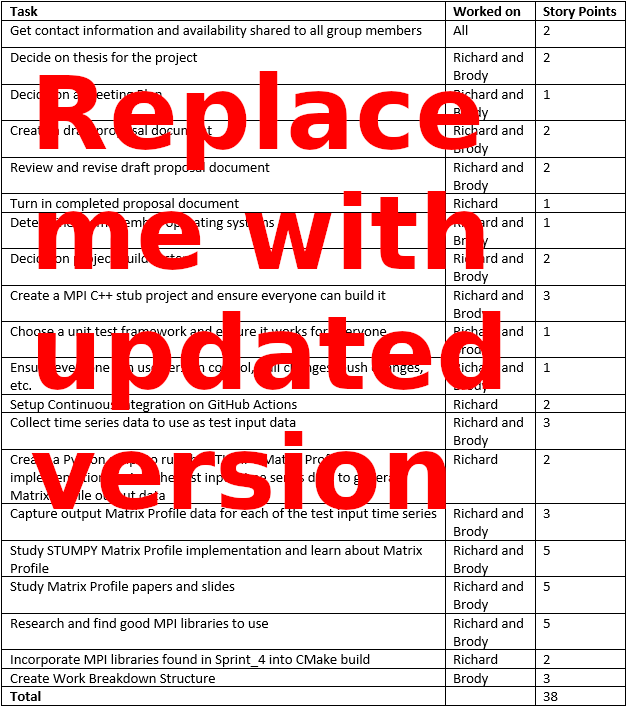 Task Worked on Story Points
Get contact information and availability shared to all group members All 2
Decide on thesis for the project Richard and 2
Brody
Replace
Decide on a Meeting Plan Richard and 1
Brody
Create a draft proposal document Richard and 2
Brody
Review and revise draft proposal document Richard and 2
Brody
Turn in completed proposal document Richard 1
me with
operating systems Richard and 1
Brody
Decide on project build system Richard and 2
Brody
Create a MPI C++ stub project and ensure everyone can build it Richard and 3
Brody
updated
Choose a unit test framework and ensure it works for everyone Richard and 1
Brody
Ensure everyone can use version control, pull changes, push changes, Richard and 1
etc. Brody
Setup Continuous Integration on GitHub Actions Richard 2
Collect time series data to use as test input data Richard and 3
Brody
version
Create a Python Matrix Richard 2
implementation test input time series data to
Matrix Profile output data
Capture output Matrix Profile data for each of the test input time series Richard and 3
Brody
Study STUMPY Matrix Profile implementation and learn about Matrix Richard and 5
Profile Brody
Study Matrix Profile papers and slides Richard and 5
Brody
Research and find good MPI libraries to use Richard and 5
Brody
Incorporate MPI libraries found in Sprint_4 into CMake build Richard 2
Create Work Breakdown Structure Brody 3
Total 38